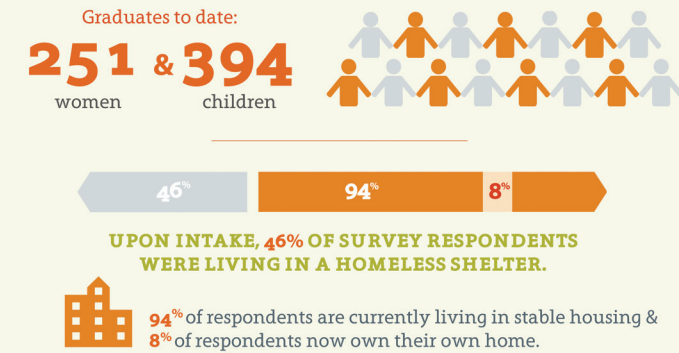 Graduates to date:
251 & 394
women children
46% 94% 8%
UPON INTAKE, 46% OF SURVEY RESPONDENTS
WERE LIVING IN A HOMELESS SHELTER.
94% of respondents are currently living in stable housing &
8% of respondents now own their own home.